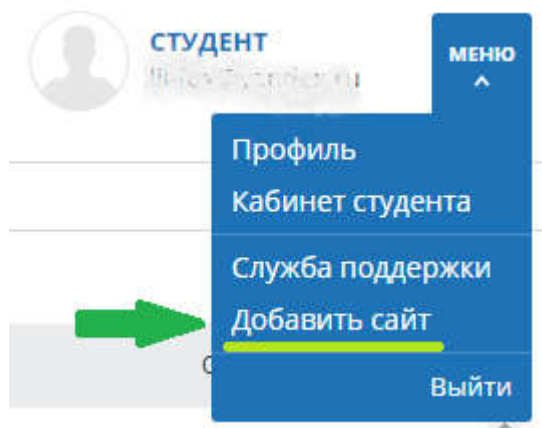 СТУДЕНТ
МЕНЮ
Профиль
Кабинет студента
Служба поддержки
Добавить сайт
Выйти